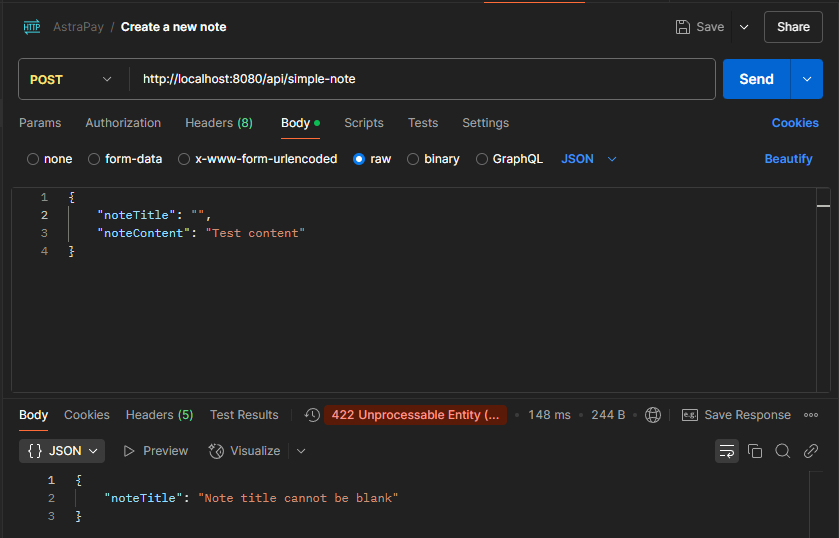 HTTP AstraPay / Create a new note Save Share
POST http://localhost:8080/api/simple-note Send
Params Authorization Headers (8) Body Scripts Tests Settings Cookies
none form-data x-www-form-urlencoded raw binary GraphQL JSON Beautify
1 {
2 "noteTitle": "",
3 "noteContent": "Test content"
4 }
Body Cookies Headers (5) Test Results 422 Unprocessable Entity (... 148 ms 244 B e.g. Save Response
{} JSON Preview Visualize
1 {
2 "noteTitle": "Note title cannot be blank"
3 }